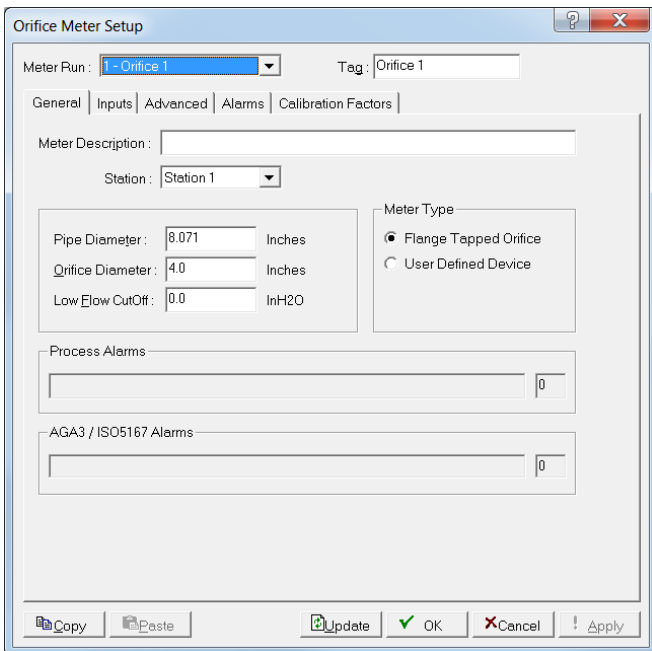 Orifice Meter Setup
? X
Meter Run : 1 - Orifice 1 Tag : Orifice 1
General Inputs Advanced Alarms Calibration Factors
Meter Description :
Station : Station 1
Meter Type
Pipe Diameter : 8.071 Inches Flange Tapped Orifice
Orifice Diameter : 4.0 Inches User Defined Device
Low Flow CutOff : 0.0 InH2O
Process Alarms
0
AGA3 / ISO5167 Alarms
0
Copy Paste Update OK Cancel ! Apply